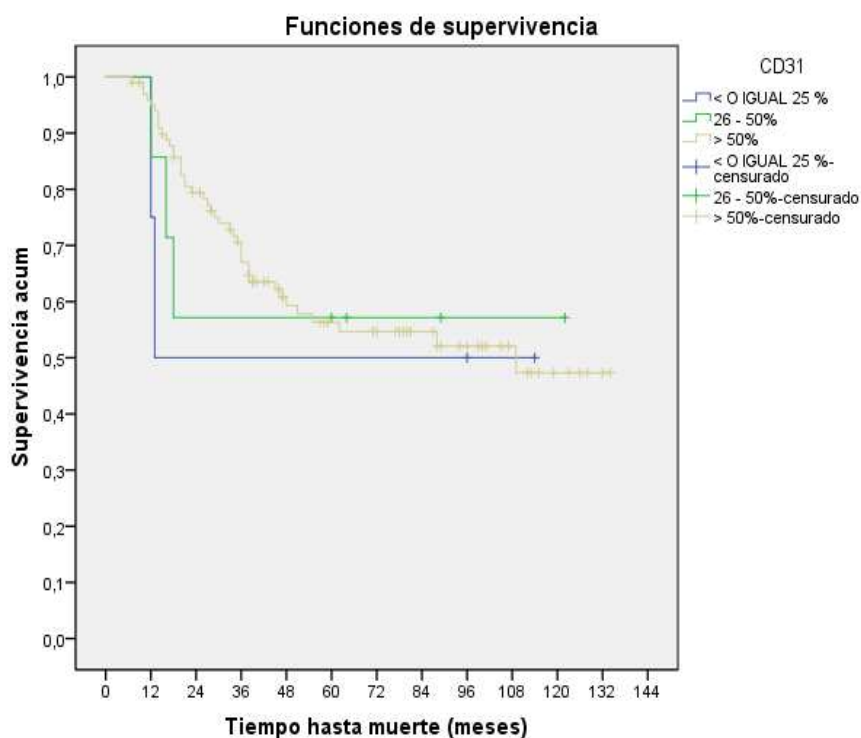 Funciones de supervivencia
CD31
< O IGUAL 25 %
26 - 50%
> 50%
< O IGUAL 25 %-
censurado
26 - 50%-censurado
> 50%-censurado
Supervivencia acum
1,0
0,9
0,8
0,7
0,6
0,5
0,4
0,3
0,2
0,1
0,0
0 12 24 36 48 60 72 84 96 108 120 132 144
Tiempo hasta muerte (meses)